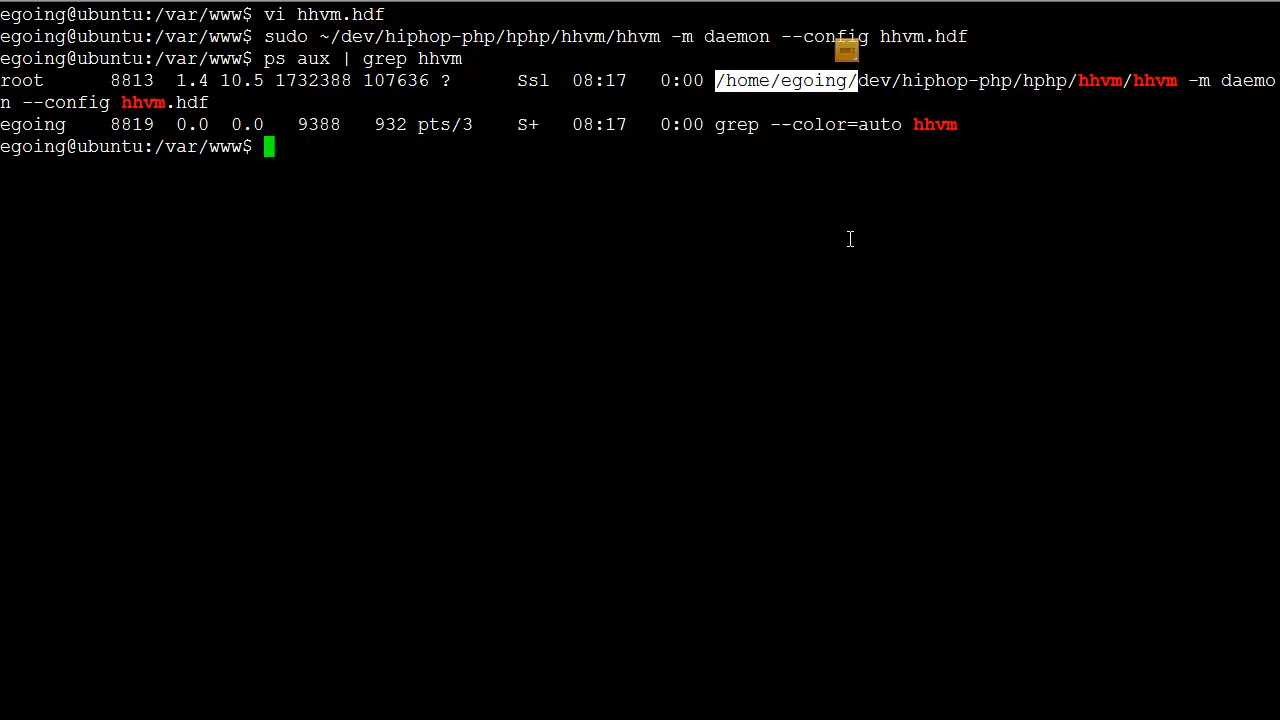 egoing@ubuntu:/var/www$ vi hhvm.hdf
egoing@ubuntu:/var/www$ sudo ~/dev/hiphop-php/hphp/hhvm/hhvm -m daemon --config hhvm.hdf
egoing@ubuntu:/var/www$ ps aux | grep hhvm
root      8813  1.4 10.5 1732388 107636 ?      Ssl  08:17   0:00 /home/egoing/dev/hiphop-php/hphp/hhvm/hhvm -m daemo
n --config hhvm.hdf
egoing    8819  0.0  0.0   9388   932 pts/3    S+   08:17   0:00 grep --color=auto hhvm
egoing@ubuntu:/var/www$